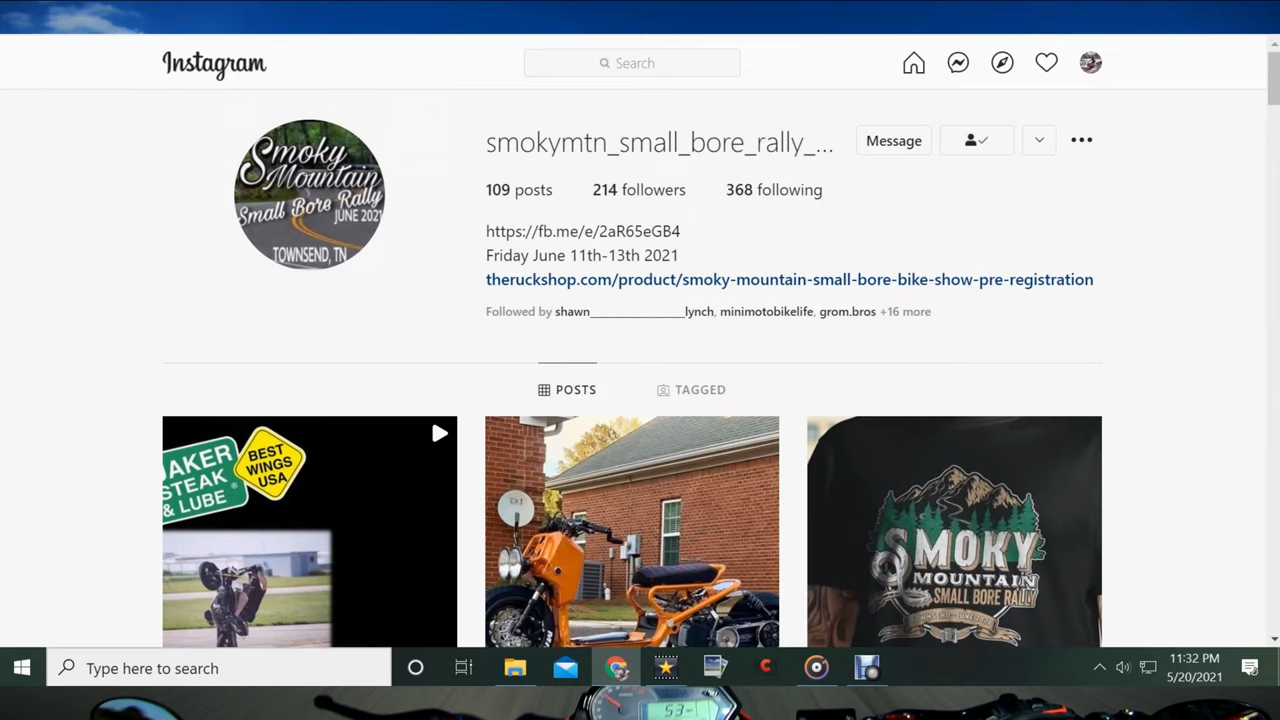 Instagram
Search
smokymtn_small_bore_rally_...
Message
109 posts 214 followers 368 following
https://fb.me/e/2aR65eGB4
Friday June 11th-13th 2021
theruckshop.com/product/smoky-mountain-small-bore-bike-show-pre-registration
Followed by shawn__________________lynch, minimotobikelife, grom.bros +16 more
Smoky
Mountain
Small Bore Rally
JUNE 2021
TOWNSEND, TN
POSTS TAGGED
UAKER
STEAK
& LUBE
BEST
WINGS
USA
SMOKY
MOUNTAIN
SMALL BORE RALLY
Type here to search
11:32 PM
5/20/2021
53